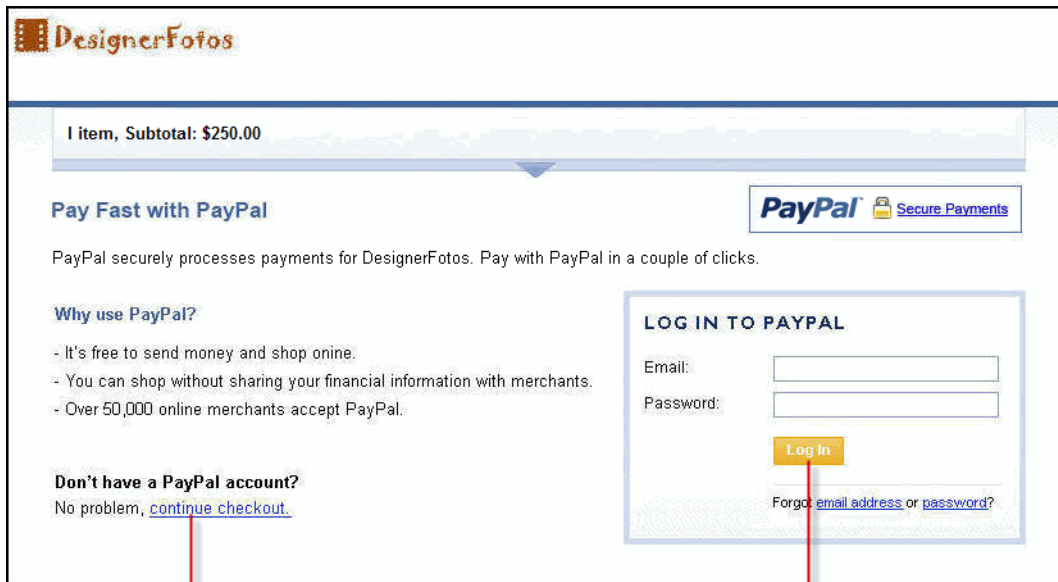 DesignerFotos
1 item, Subtotal: $250.00
Pay Fast with PayPal
PayPal Secure Payments
PayPal securely processes payments for DesignerFotos. Pay with PayPal in a couple of clicks.
Why use PayPal?
- It's free to send money and shop onine.
- You can shop without sharing your financial information with merchants.
- Over 50,000 online merchants accept PayPal.
Don't have a PayPal account?
No problem, continue checkout.
LOG IN TO PAYPAL
Email:
Password:
Log In
Forgot email address or password?